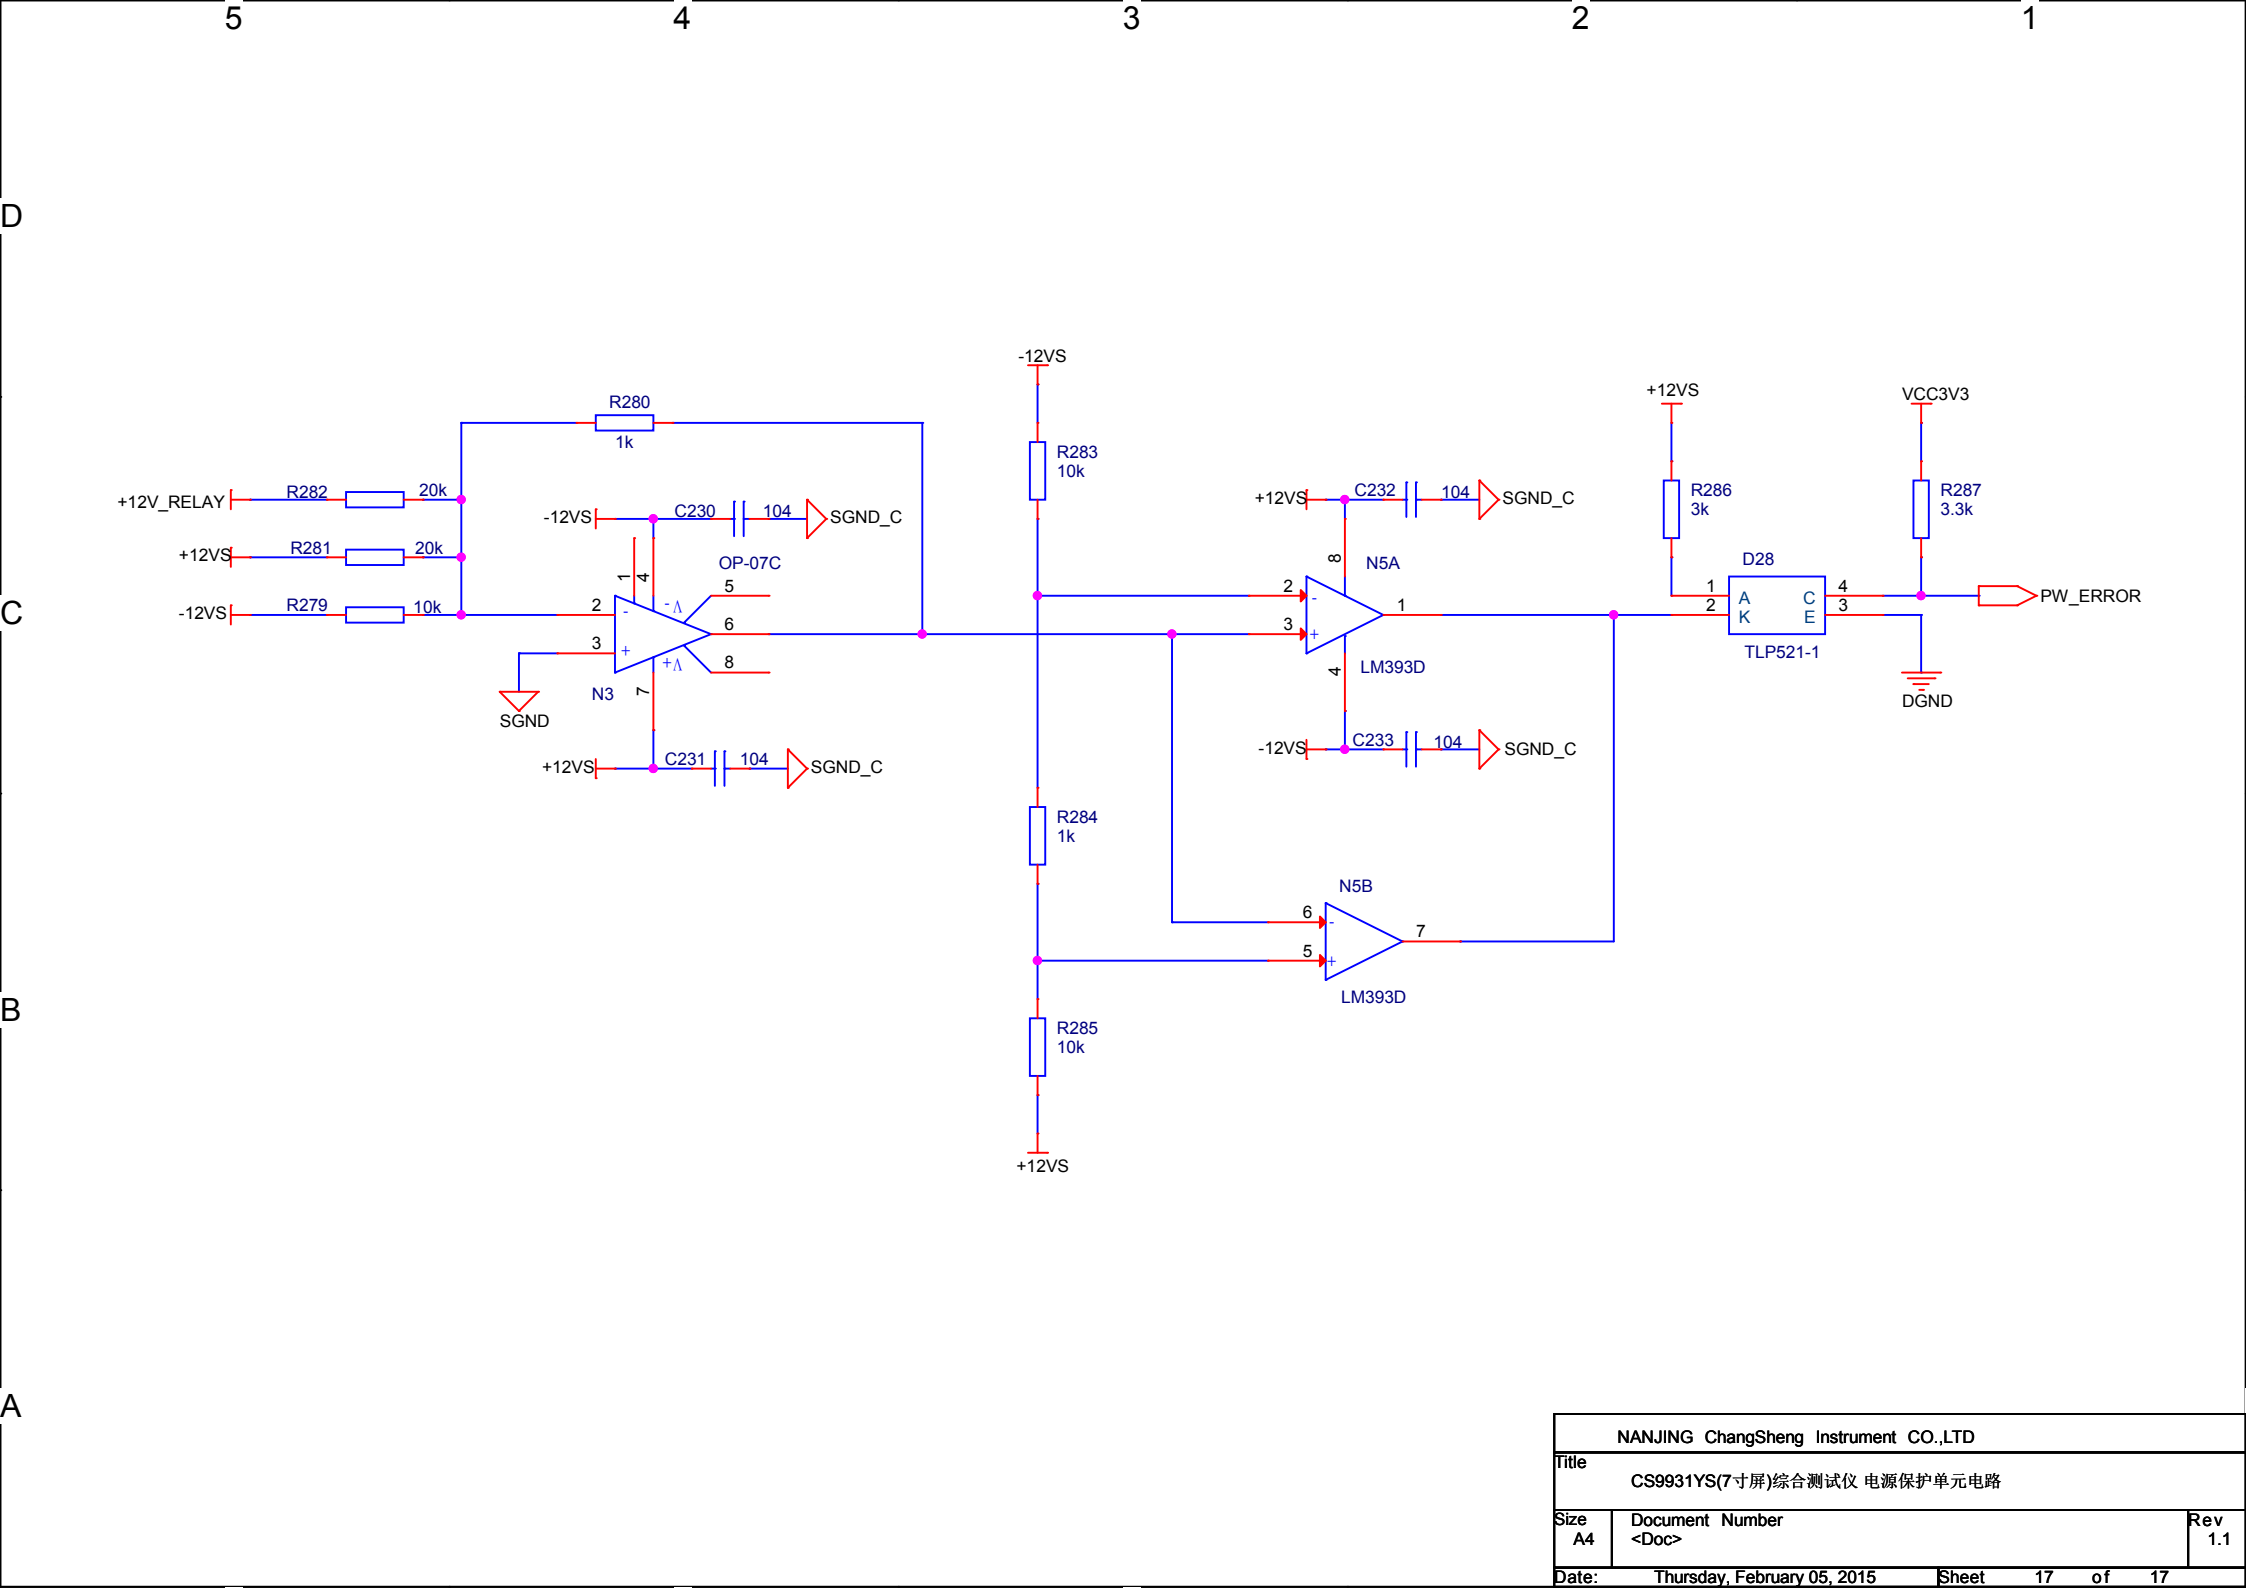 5 4 3 2 1
D
C
B
A
+12V_RELAY
R282 20k
+12VS
R281 20k
-12VS
R279 10k
R280
1k
-12VS
C230 104
SGND_C
OP-07C
1 4
2 - -V 5
6
3 + +V 8
7
N3
SGND
+12VS
C231 104
SGND_C
-12VS
R283
10k
R284
1k
R285
10k
+12VS
+12VS
C232 104
SGND_C
8
N5A
2 -
1
3 +
4
LM393D
-12VS
C233 104
SGND_C
N5B
6 -
7
5 +
LM393D
+12VS
R286
3k
D28
1 A C 4
2 K E 3
TLP521-1
VCC3V3
R287
3.3k
PW_ERROR
DGND
NANJING ChangSheng Instrument CO.,LTD
Title
CS9931YS(7寸屏)综合测试仪 电源保护单元电路
Size
A4
Document Number
<Doc>
Rev
1.1
Date: Thursday, February 05, 2015
Sheet 17 of 17